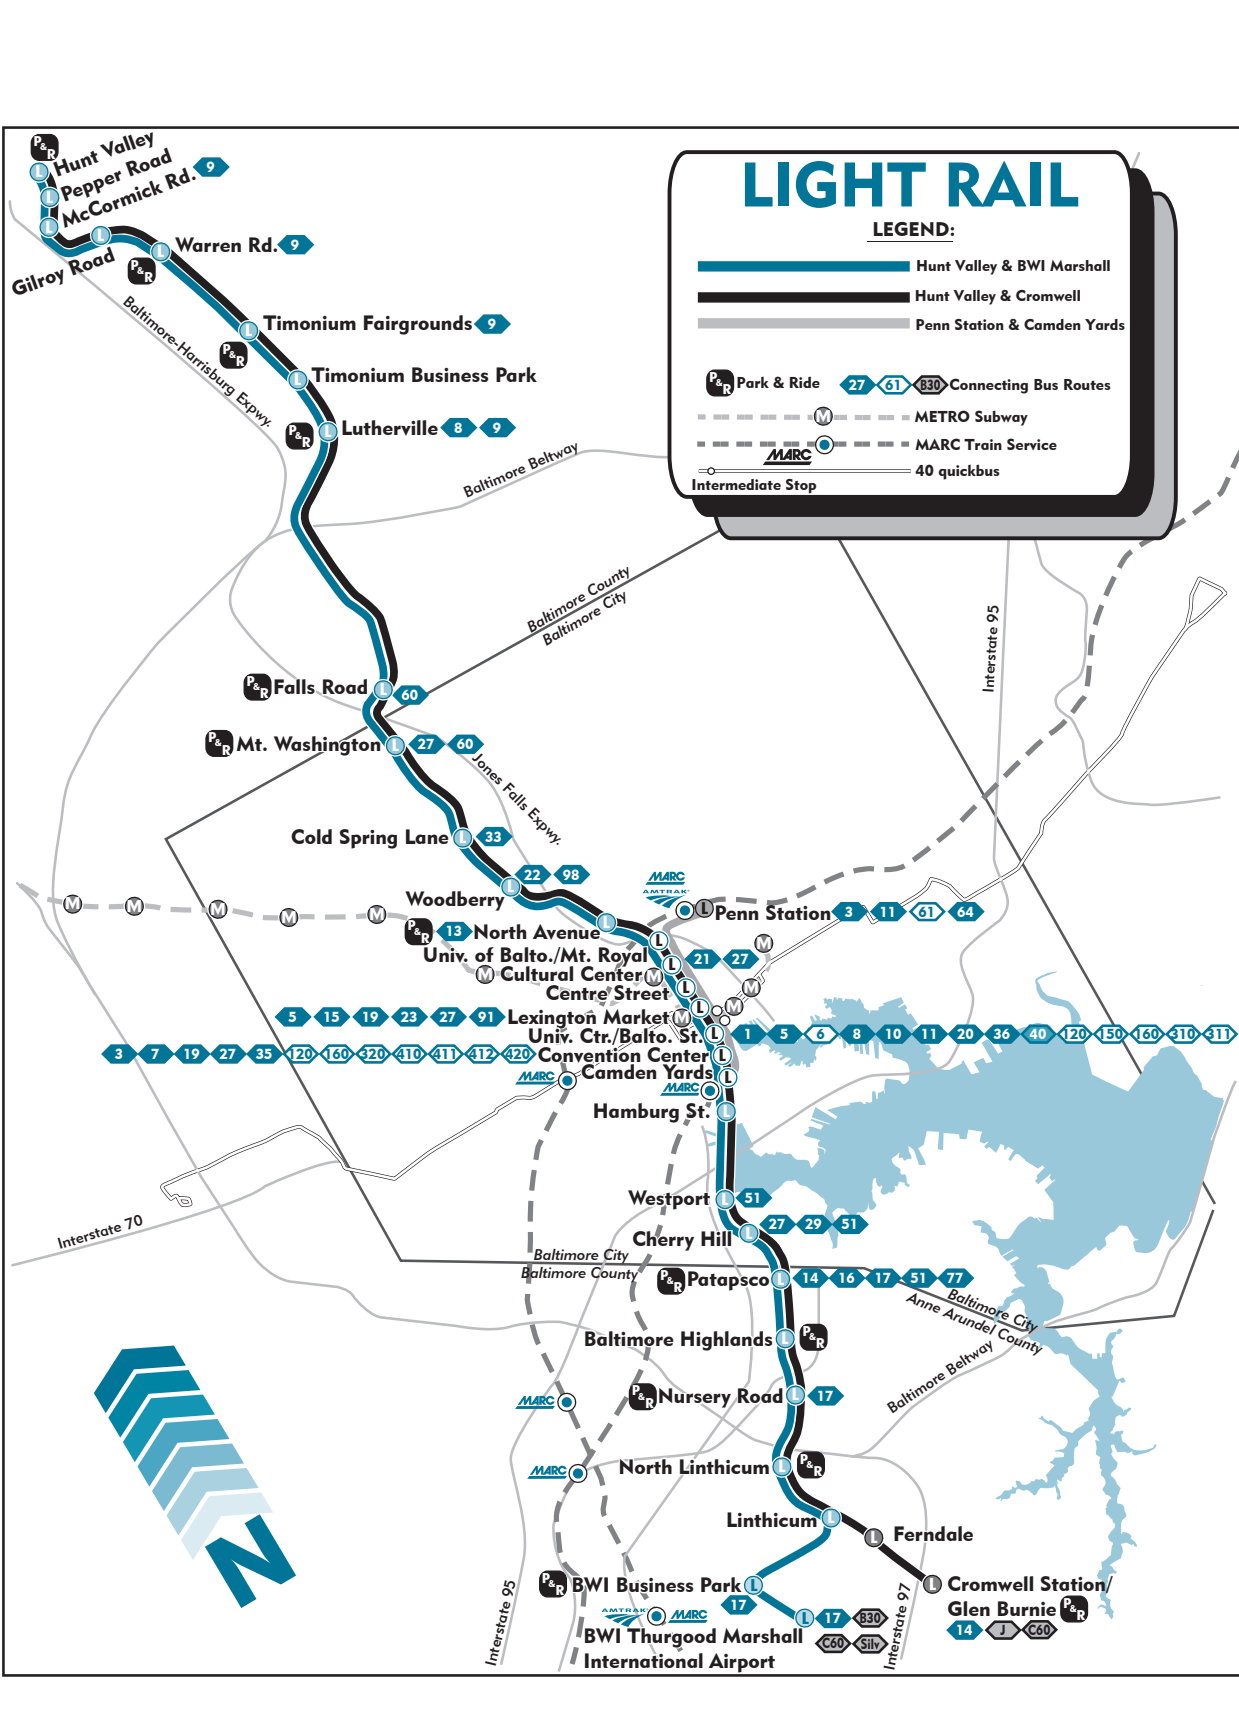 LIGHT RAIL
LEGEND:
Hunt Valley & BWI Marshall
Hunt Valley & Cromwell
Penn Station & Camden Yards
P&R Park & Ride
27 61 B30 Connecting Bus Routes
M METRO Subway
MARC MARC Train Service
40 quickbus
Intermediate Stop
P&R
L Hunt Valley
L Pepper Road
L McCormick Rd. 9
L Gilroy Road
L Warren Rd. 9
P&R
Baltimore-Harrisburg Expwy.
L Timonium Fairgrounds 9
P&R
L Timonium Business Park
P&R L Lutherville 8 9
Baltimore Beltway
Baltimore County
Baltimore City
Interstate 95
P&R Falls Road L 60
P&R Mt. Washington L 27 60
Jones Falls Expwy.
Cold Spring Lane L 33
22 98
Woodberry L
MARC
AMTRAK
L Penn Station 3 11 61 64
M M M M M
P&R 13 North Avenue L
Univ. of Balto./Mt. Royal L 21 27 M
M Cultural Center M L
Centre Street L M M
5 15 19 23 27 91 Lexington Market M L
Univ. Ctr./Balto. St. L 1 5 6 8 10 11 20 36 40 120 150 160 310 311
3 7 19 27 35 120 160 320 410 411 412 420 Convention Center L
MARC Camden Yards L
MARC
Hamburg St. L
Westport L 51
Cherry Hill L 27 29 51
Interstate 70
Baltimore City
Baltimore County
P&R Patapsco L 14 16 17 51 77
Baltimore City
Anne Arundel County
Baltimore Highlands L P&R
Baltimore Beltway
P&R Nursery Road L 17
MARC
North Linthicum L P&R
MARC
Linthicum L
L Ferndale
N
P&R BWI Business Park L
17
L Cromwell Station/
Glen Burnie P&R
14 J C60
AMTRAK MARC
L 17 B30
C60 Silv
BWI Thurgood Marshall
International Airport
Interstate 95
Interstate 97